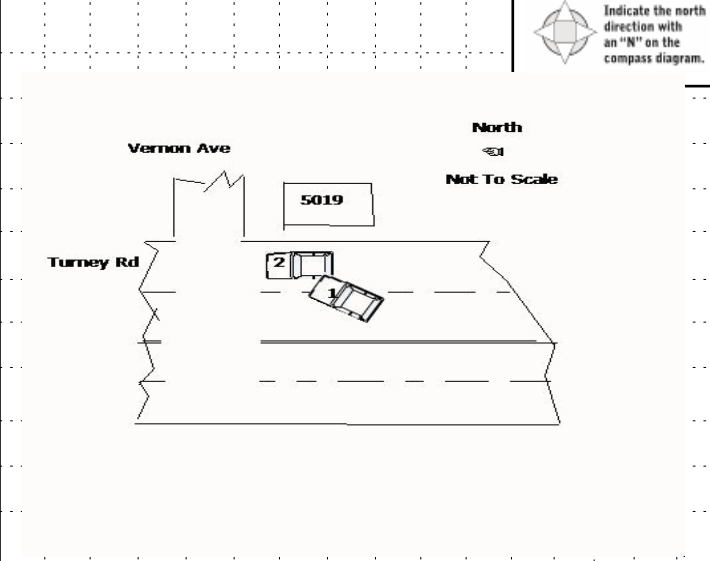 Indicate the north
direction with
an "N" on the
compass diagram.
North
Vernon Ave
Not To Scale
5019
Turney Rd
2
1